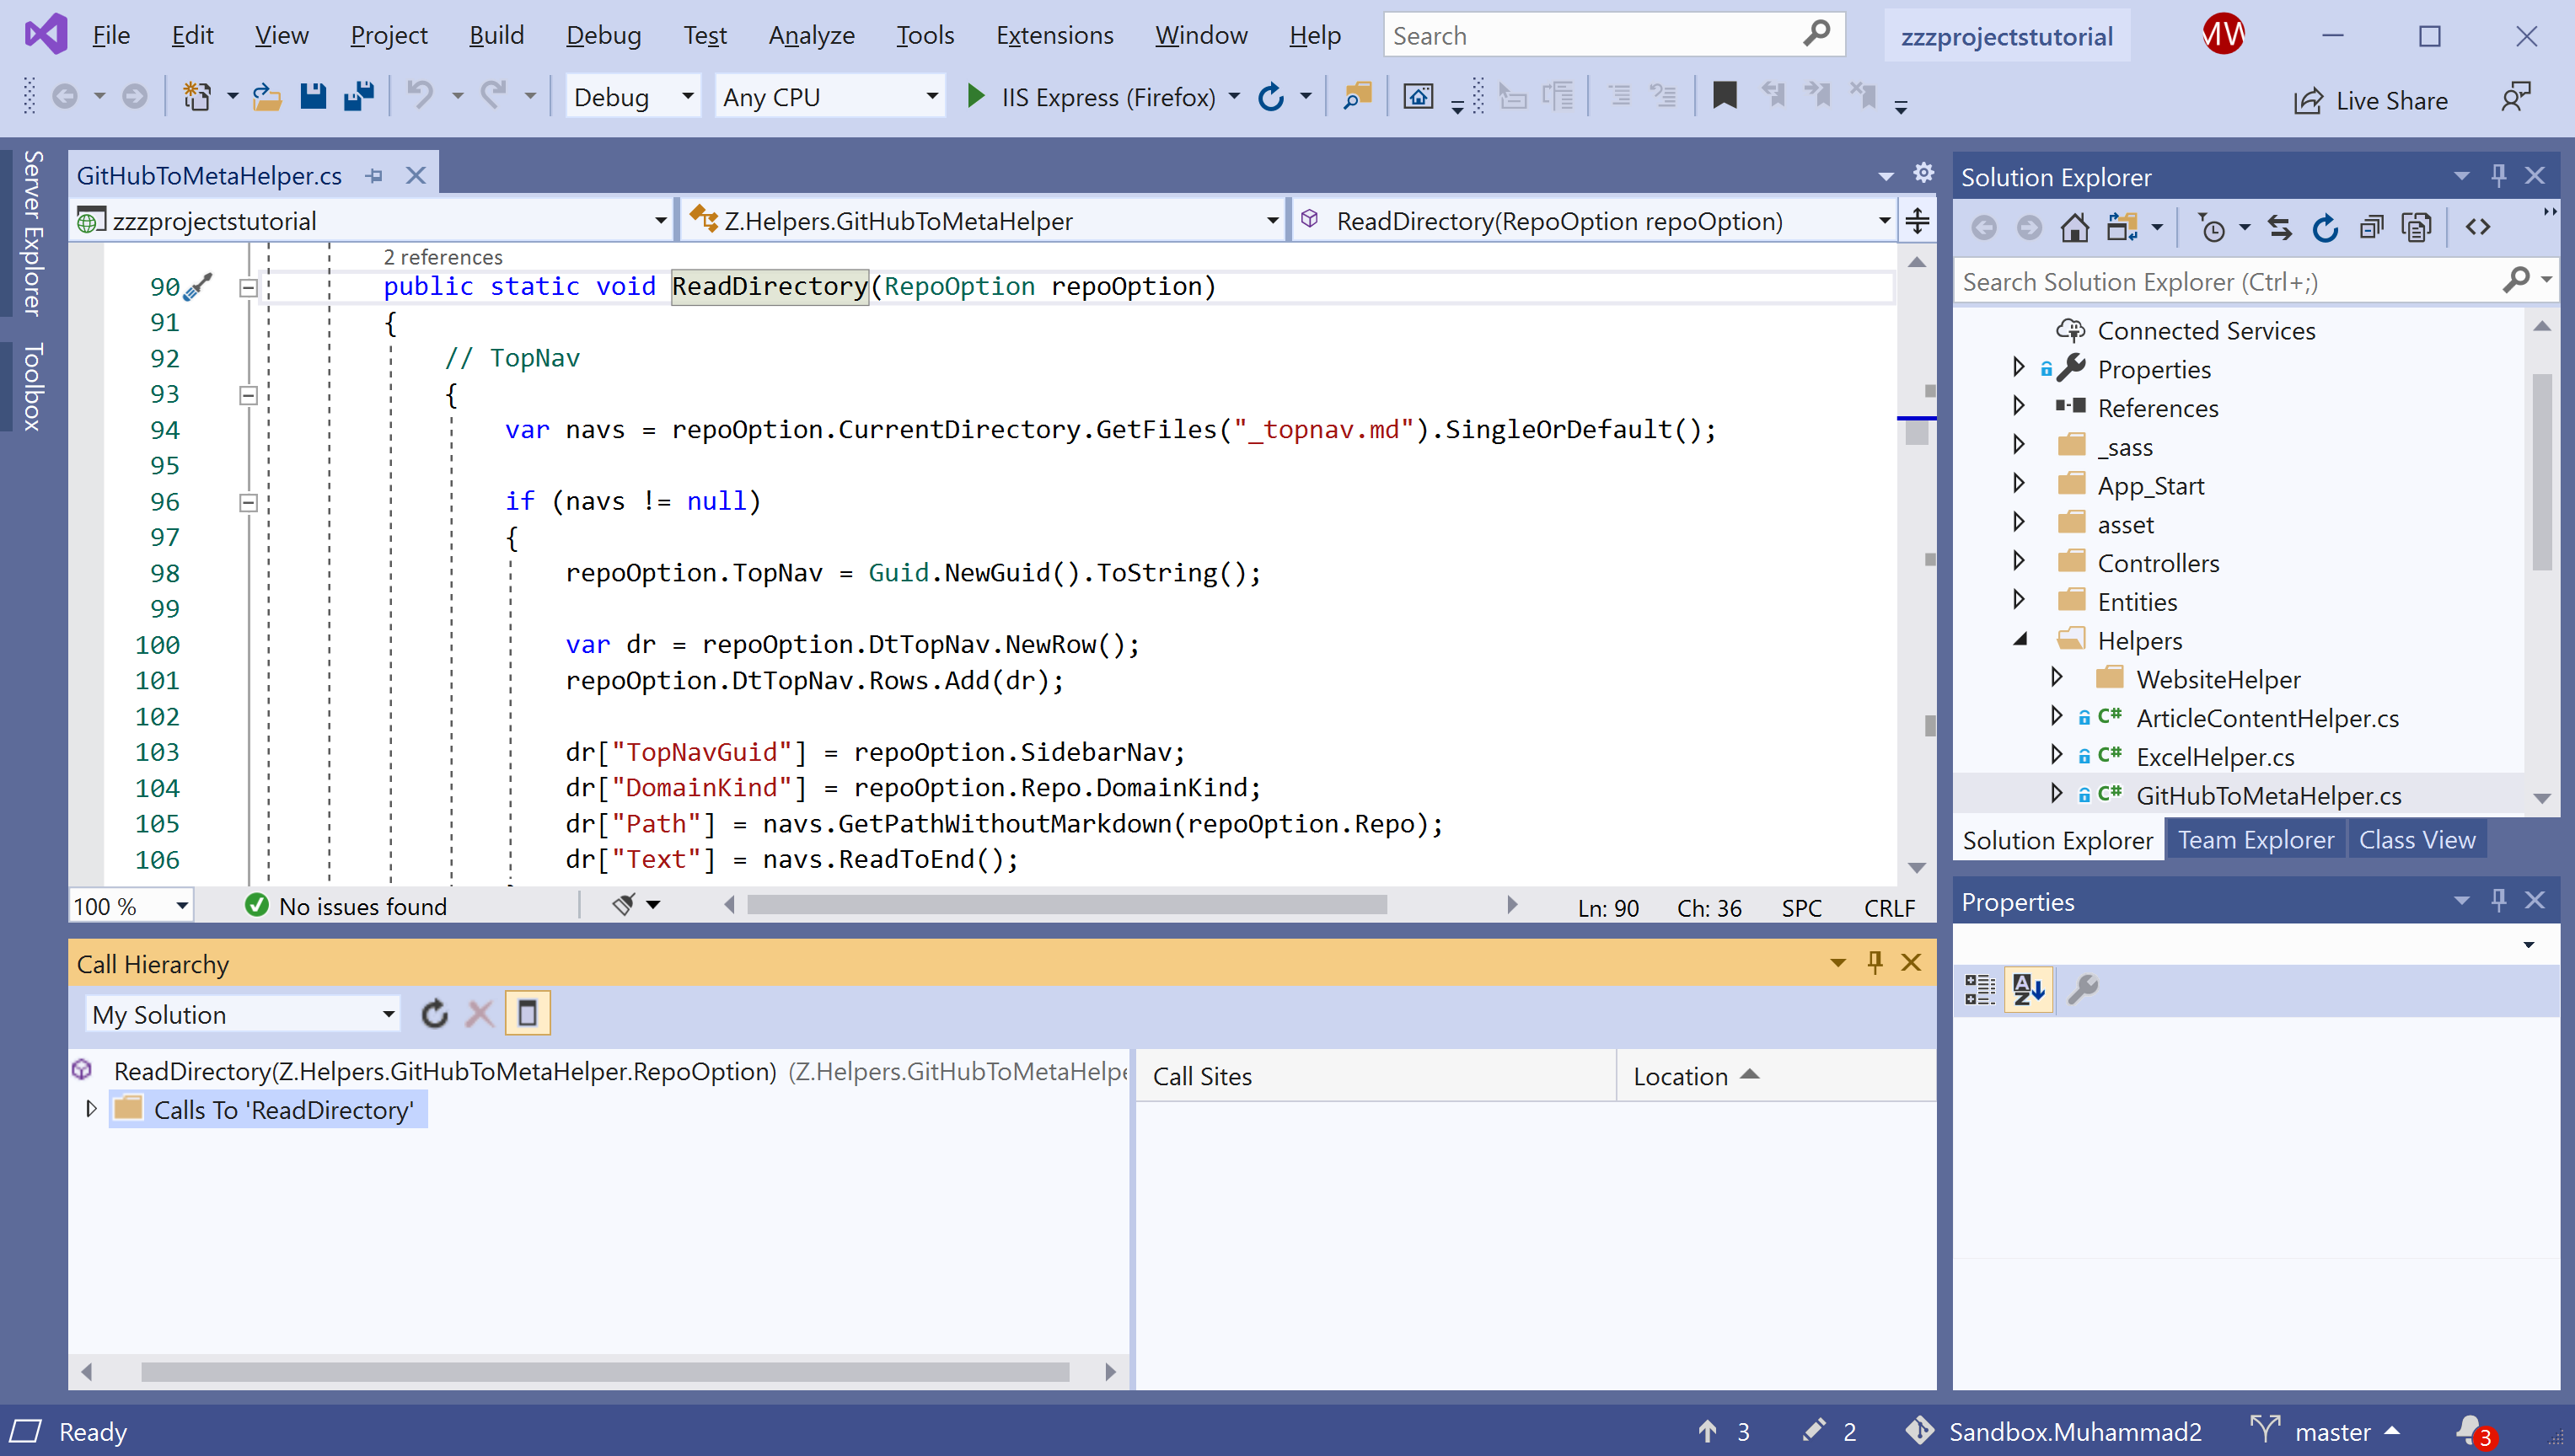 File Edit View Project Build Debug Test Analyze Tools Extensions Window Help Search zzzprojectstutorial MW
Debug Any CPU IIS Express (Firefox) Live Share
Server Explorer
Toolbox
GitHubToMetaHelper.cs
zzzprojectstutorial Z.Helpers.GitHubToMetaHelper ReadDirectory(RepoOption repoOption)
2 references
90 public static void ReadDirectory(RepoOption repoOption)
91 {
92 // TopNav
93 {
94 var navs = repoOption.CurrentDirectory.GetFiles("_topnav.md").SingleOrDefault();
95
96 if (navs != null)
97 {
98 repoOption.TopNav = Guid.NewGuid().ToString();
99
100 var dr = repoOption.DtTopNav.NewRow();
101 repoOption.DtTopNav.Rows.Add(dr);
102
103 dr["TopNavGuid"] = repoOption.SidebarNav;
104 dr["DomainKind"] = repoOption.Repo.DomainKind;
105 dr["Path"] = navs.GetPathWithoutMarkdown(repoOption.Repo);
106 dr["Text"] = navs.ReadToEnd();
100 % No issues found Ln: 90 Ch: 36 SPC CRLF
Call Hierarchy
My Solution
ReadDirectory(Z.Helpers.GitHubToMetaHelper.RepoOption) (Z.Helpers.GitHubToMetaHelpe
Calls To 'ReadDirectory'
Call Sites Location
Solution Explorer
Search Solution Explorer (Ctrl+;)
Connected Services
Properties
References
_sass
App_Start
asset
Controllers
Entities
Helpers
WebsiteHelper
C# ArticleContentHelper.cs
C# ExcelHelper.cs
C# GitHubToMetaHelper.cs
Solution Explorer Team Explorer Class View
Properties
AZ
Ready 3 2 Sandbox.Muhammad2 master 3